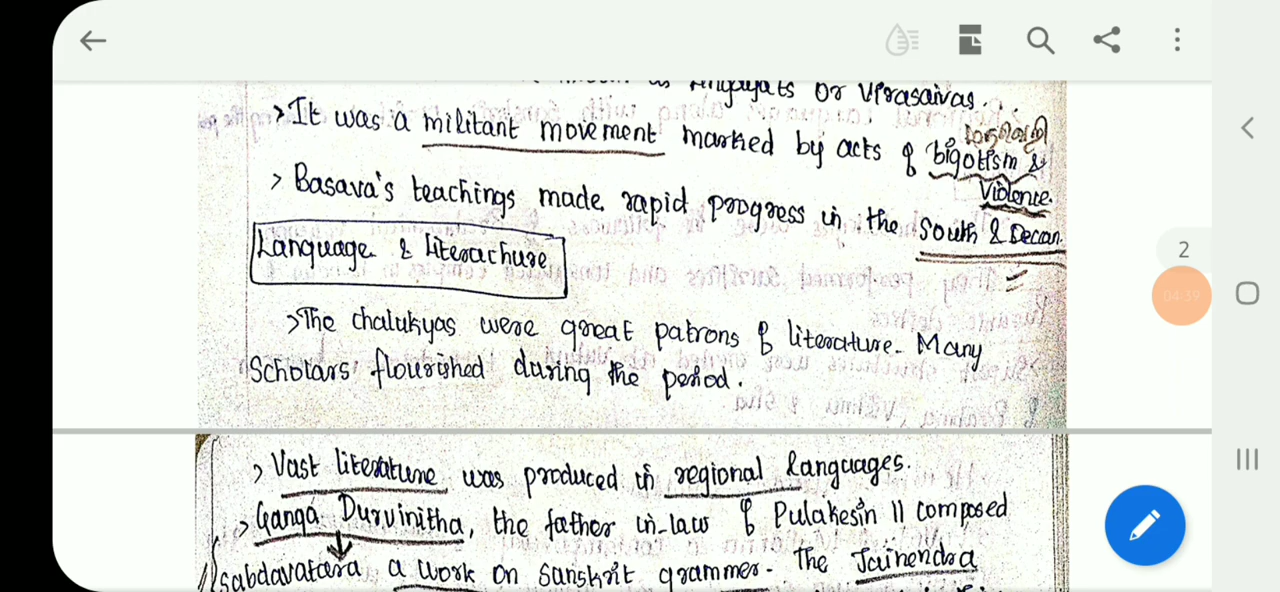 or Virasaivas.
>It was a militant movement marked by acts of bigotism &
Violence.
> Basava's teachings made rapid progress in the South & Deccan.
Language & literachure
>The chalukyas were great patrons of literature. Many
Scholars flourished during the period.
> Vast literature was produced in regional languages.
> Ganga Durvinitha, the father in-law of Pulakesin II composed
Sabdavatara a work on Sanskrit grammer. The Jainendra
2
04:39